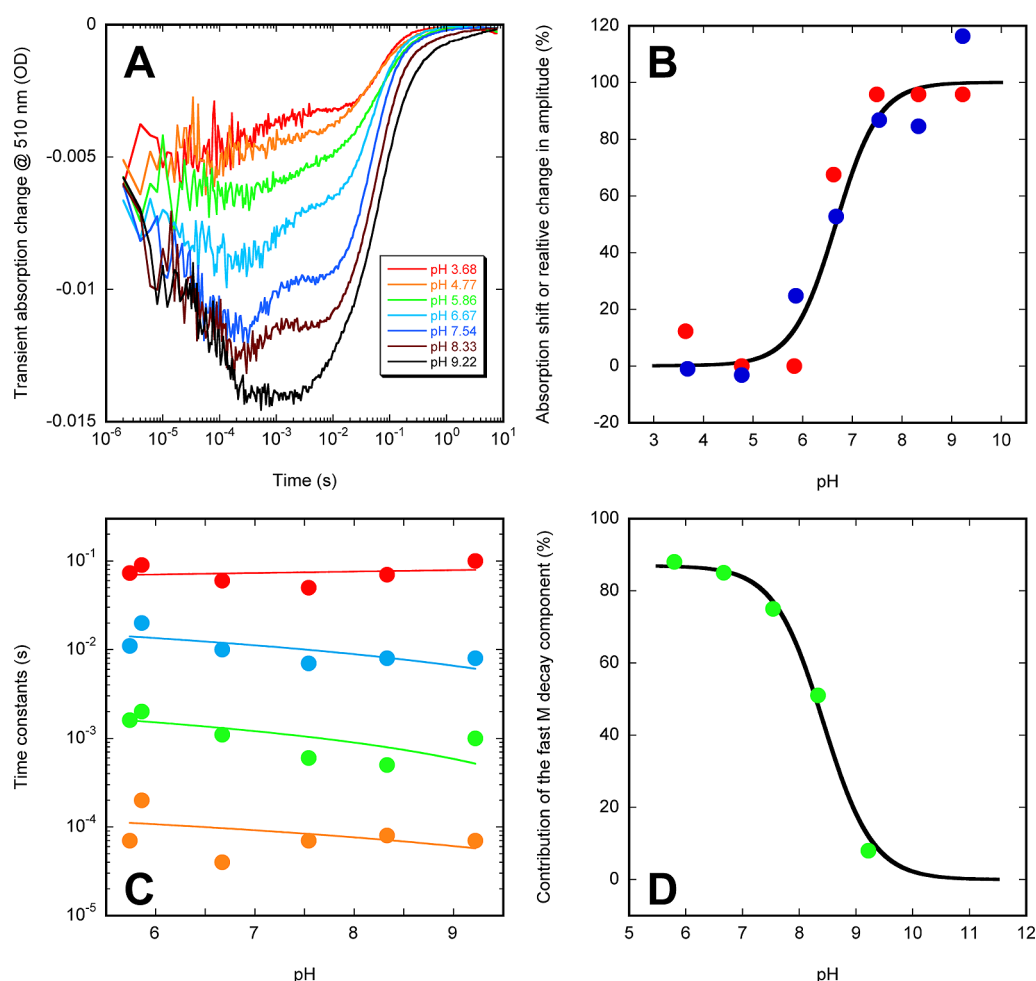 A
Transient absorption change @ 510 nm (OD)
0
-0.005
-0.01
-0.015
10⁻⁶ 10⁻⁵ 10⁻⁴ 10⁻³ 10⁻² 10⁻¹ 10⁰ 10¹
Time (s)
pH 3.68
pH 4.77
pH 5.86
pH 6.67
pH 7.54
pH 8.33
pH 9.22
B
Absorption shift or realtive change in amplitude (%)
120
100
80
60
40
20
0
-20
3 4 5 6 7 8 9 10
pH
C
Time constants (s)
10⁻¹
10⁻²
10⁻³
10⁻⁴
10⁻⁵
6 7 8 9
pH
D
Contribution of the fast M decay component (%)
100
80
60
40
20
0
5 6 7 8 9 10 11 12
pH